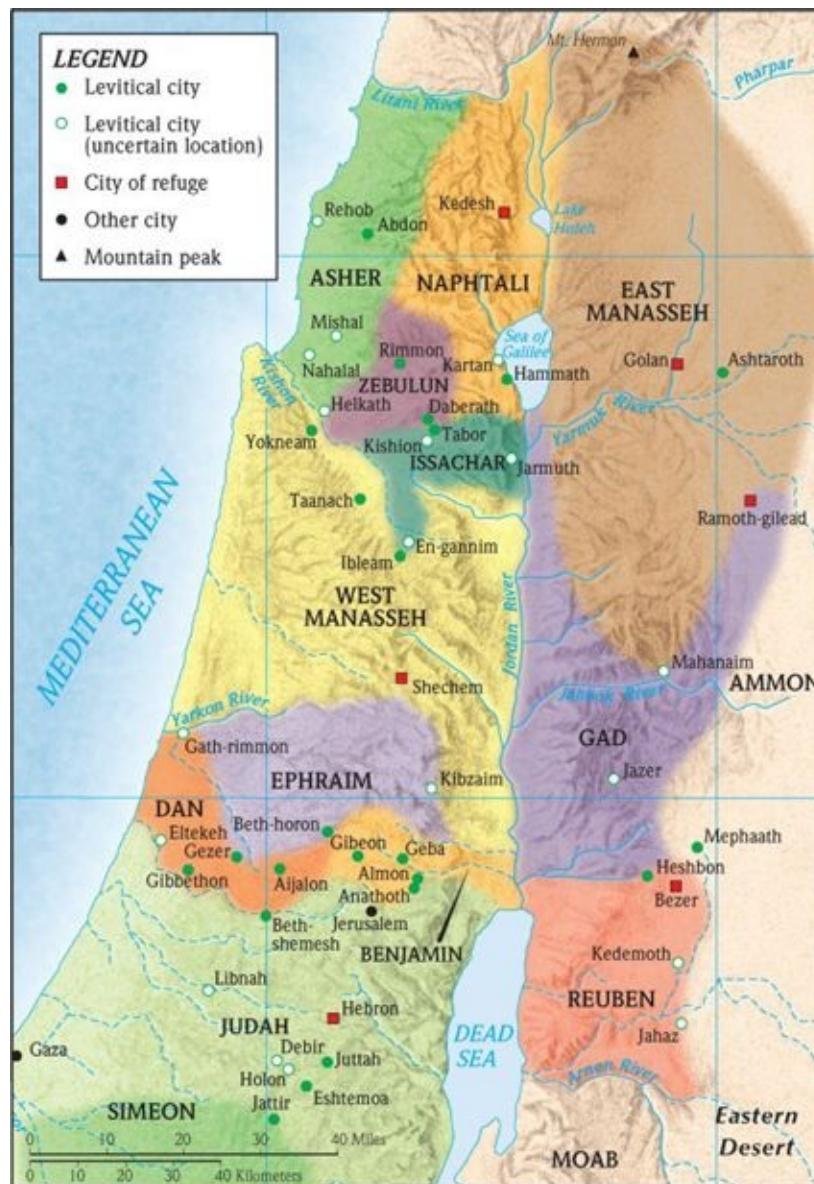 LEGEND
Levitical city
Levitical city
(uncertain location)
City of refuge
Other city
Mountain peak
Mt. Hermon
Pharpar
Litani River
Rehob
Abdon
Kedesh
Lake
Huleh
ASHER
NAPHTALI
EAST
MANASSEH
Mishal
Sea of
Galilee
Rimmon
Kartan
Golan
Ashtaroth
Nahalal
ZEBULUN
Hammath
Kishon
River
Helkath
Daberath
Yarmuk River
Yokneam
Kishion
Tabor
ISSACHAR
Jarmuth
Taanach
Ramoth-gilead
En-gannim
Ibleam
MEDITERRANEAN
SEA
WEST
MANASSEH
Jordan River
Mahanaim
Shechem
Jabbok River
AMMON
Yarkon River
Gath-rimmon
GAD
EPHRAIM
Kibzaim
Jazer
DAN
Beth-horon
Eltekeh
Gibeon
Geba
Mephaath
Gezer
Almon
Heshbon
Gibbethon
Aijalon
Anathoth
Bezer
Beth-
shemesh
Jerusalem
BENJAMIN
Kedemoth
Libnah
REUBEN
Hebron
JUDAH
DEAD
SEA
Jahaz
Gaza
Debir
Juttah
Holon
Arnon River
Eshtemoa
SIMEON
Jattir
Eastern
Desert
0 10 20 30 40 Miles
0 10 20 30 40 Kilometers
MOAB